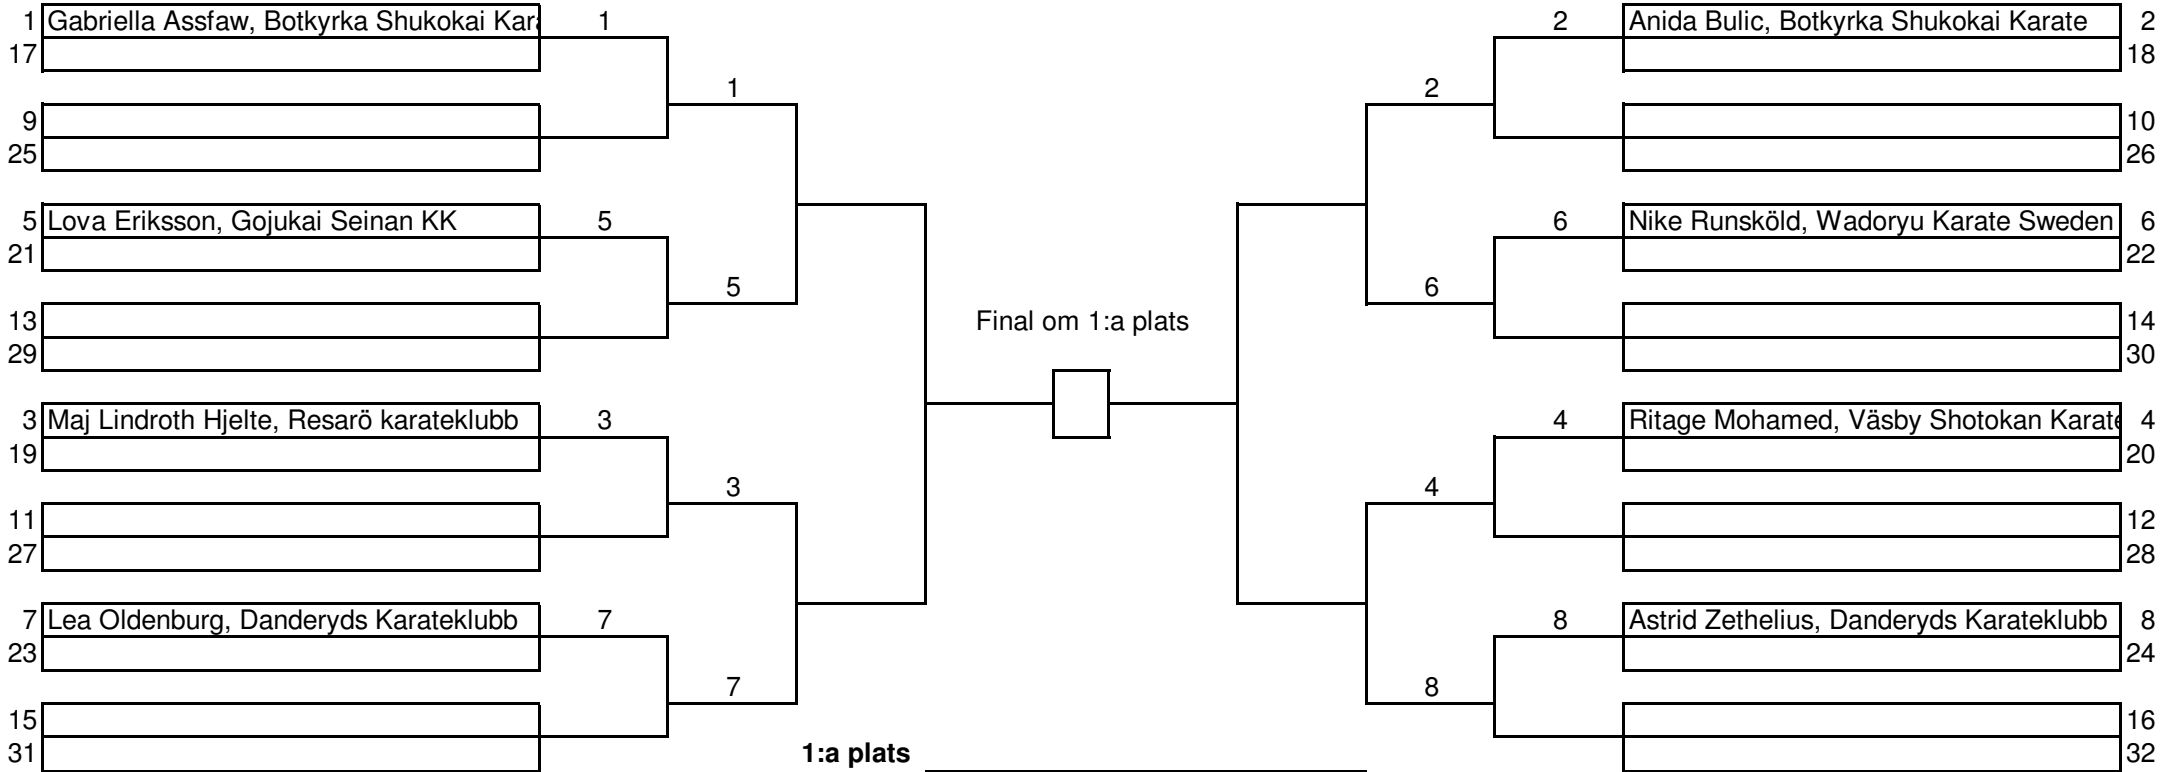 1 Gabriella Assfaw, Botkyrka Shukokai Kar 1 2 Anida Bulic, Botkyrka Shukokai Karate 2
17 18
1 2
9 10
25 26
5 Lova Eriksson, Gojukai Seinan KK 5 6 Nike Runsköld, Wadoryu Karate Sweden 6
21 22
5 6
13 Final om 1:a plats 14
29 30
3 Maj Lindroth Hjelte, Resarö karateklubb 3 4 Ritage Mohamed, Väsby Shotokan Karate 4
19 20
3 4
11 12
27 28
7 Lea Oldenburg, Danderyds Karateklubb 7 8 Astrid Zethelius, Danderyds Karateklubb 8
23 24
7 8
15 16
31 1:a plats 32